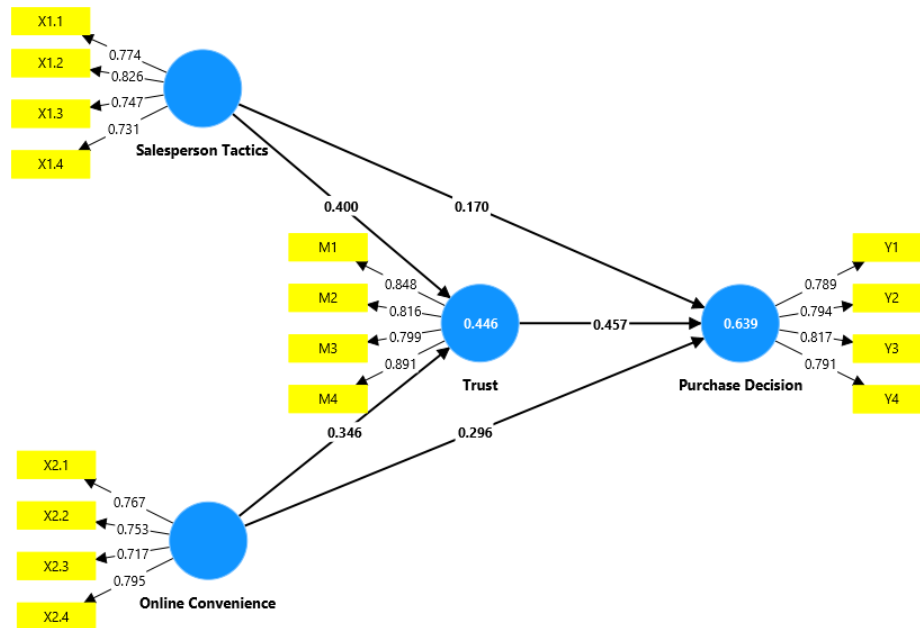 X1.1
0.774
X1.2
0.826
X1.3
0.747
0.731
X1.4
Salesperson Tactics
0.400
0.170
M1
0.848
M2
0.816
M3
0.799
0.891
M4
0.446
Trust
0.457
0.346
0.296
Y1
0.789
Y2
0.794
0.817
Y3
0.791
Y4
0.639
Purchase Decision
X2.1
0.767
X2.2
0.753
0.717
X2.3
0.795
X2.4
Online Convenience